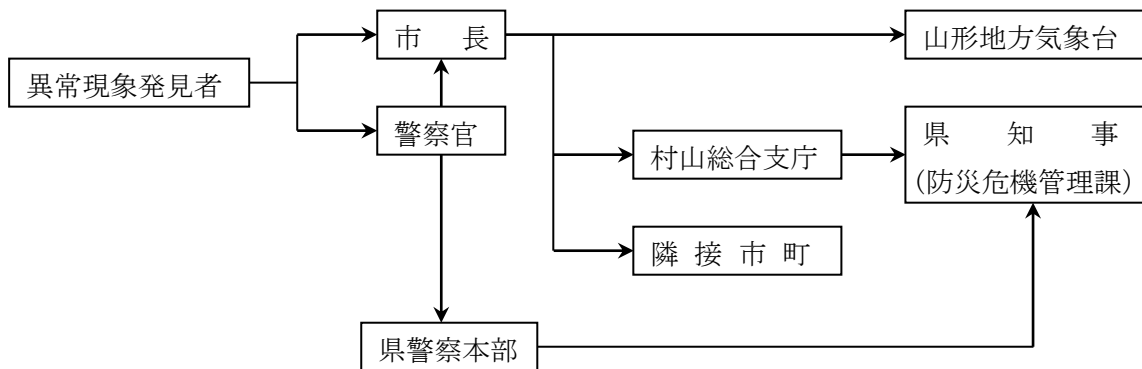 市　長
山形地方気象台
異常現象発見者
警察官
県　知　事
(防災危機管理課)
村山総合支庁
隣 接 市 町
県警察本部